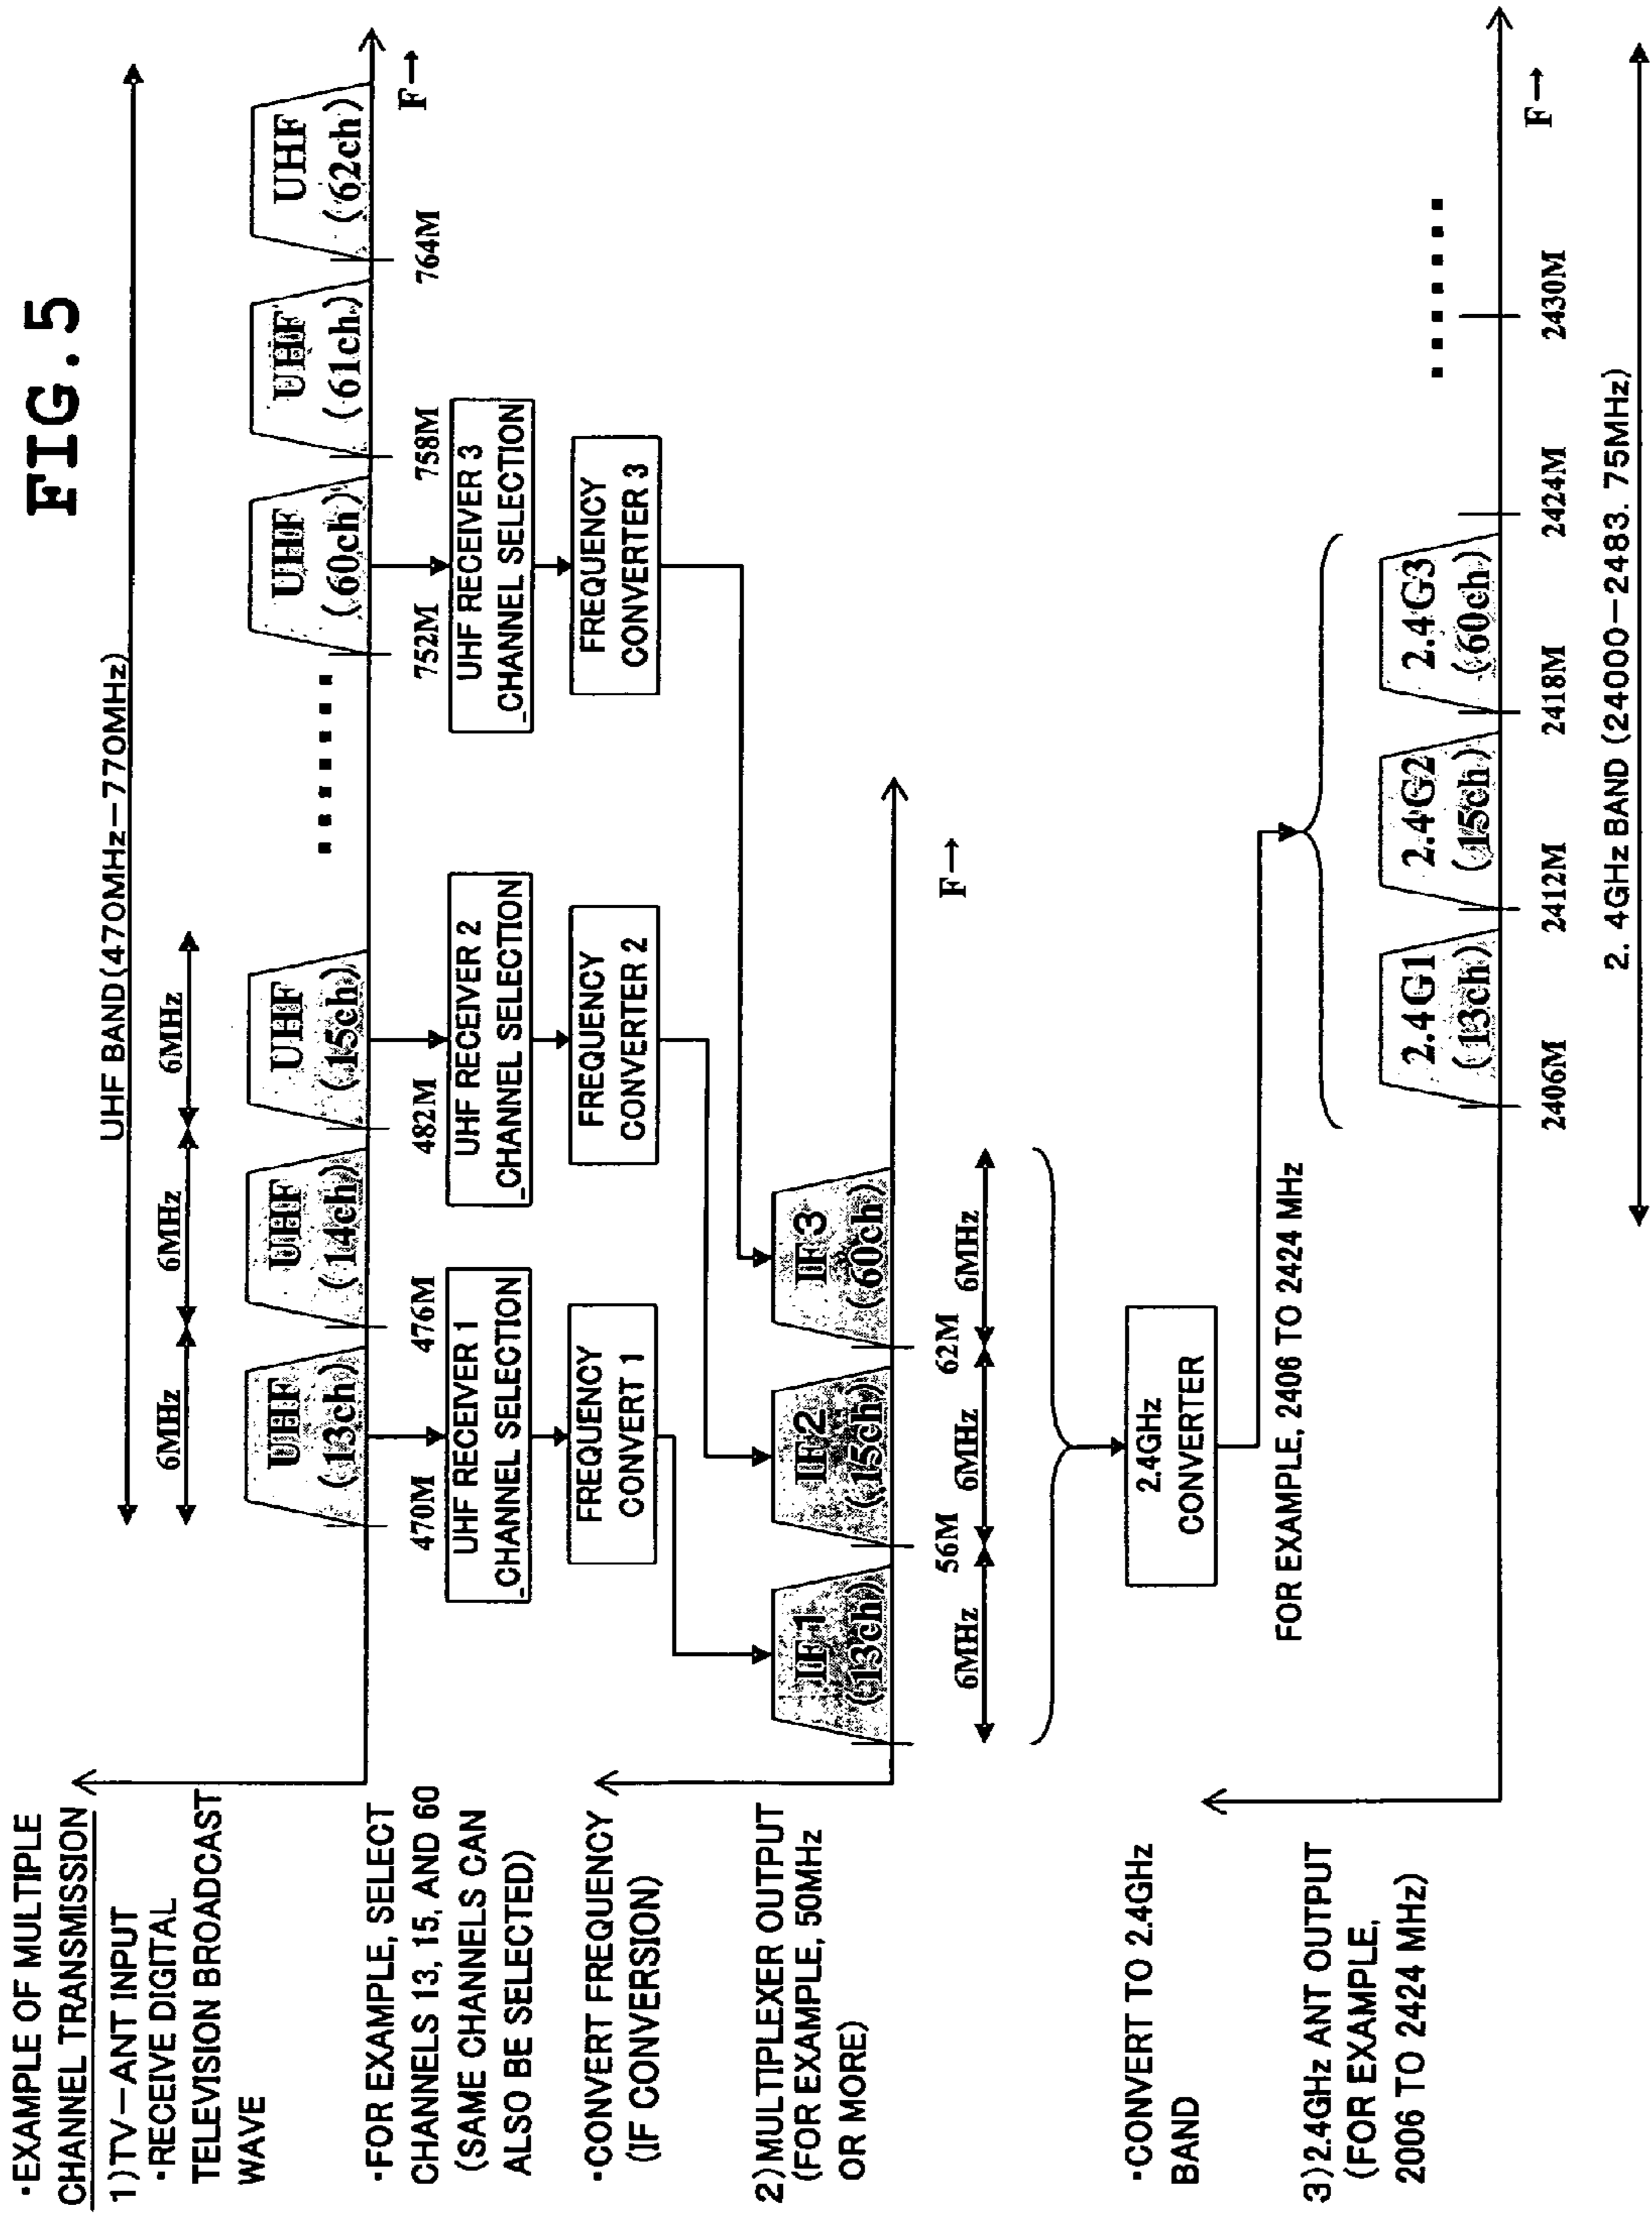 FIG.5
·EXAMPLE OF MULTIPLE
CHANNEL TRANSMISSION
1)TV-ANT INPUT
·RECEIVE DIGITAL
TELEVISION BROADCAST
WAVE
UHF BAND(470MHz-770MHz)
6MHz 6MHz 6MHz
UHF
(13ch)
UHF
(14ch)
UHF
(15ch)
UHF
(60ch)
UHF
(61ch)
UHF
(62ch)
F→
470M 476M 482M 752M 758M 764M
·FOR EXAMPLE, SELECT
CHANNELS 13, 15, AND 60
(SAME CHANNELS CAN
ALSO BE SELECTED)
UHF RECEIVER 1
_CHANNEL SELECTION
UHF RECEIVER 2
_CHANNEL SELECTION
UHF RECEIVER 3
_CHANNEL SELECTION
·CONVERT FREQUENCY
(IF CONVERSION)
FREQUENCY
CONVERT 1
FREQUENCY
CONVERTER 2
FREQUENCY
CONVERTER 3
2)MULTIPLEXER OUTPUT
(FOR EXAMPLE, 50MHz
OR MORE)
IF1
(13ch)
IF2
(15ch)
IF3
(60ch)
F→
56M 62M
6MHz 6MHz 6MHz
·CONVERT TO 2.4GHz
BAND
2.4GHz
CONVERTER
FOR EXAMPLE, 2406 TO 2424 MHz
3)2.4GHz ANT OUTPUT
(FOR EXAMPLE,
2006 TO 2424 MHz)
2.4G1
(13ch)
2.4G2
(15ch)
2.4G3
(60ch)
F→
2406M 2412M 2418M 2424M 2430M
2. 4GHz BAND (24000-2483. 75MHz)